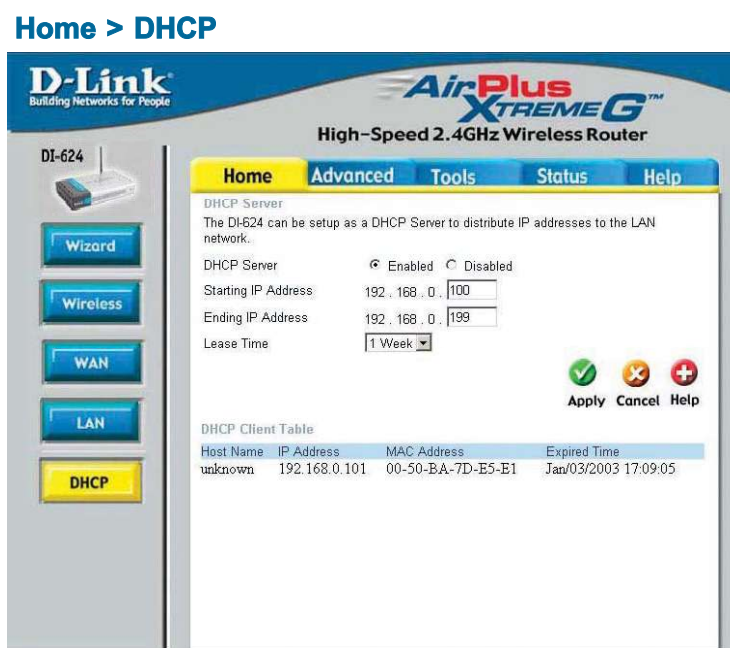 Home > DHCP
D-Link
Building Networks for People
AirPlus
XTREME G™
High-Speed 2.4GHz Wireless Router
DI-624
Home Advanced Tools Status Help
DHCP Server
The DI-624 can be setup as a DHCP Server to distribute IP addresses to the LAN
network.
DHCP Server Enabled Disabled
Starting IP Address 192 . 168 . 0 . 100
Ending IP Address 192 . 168 . 0 . 199
Lease Time 1 Week
Apply Cancel Help
DHCP Client Table
Host Name IP Address MAC Address Expired Time
unknown 192.168.0.101 00-50-BA-7D-E5-E1 Jan/03/2003 17:09:05
Wizard
Wireless
WAN
LAN
DHCP